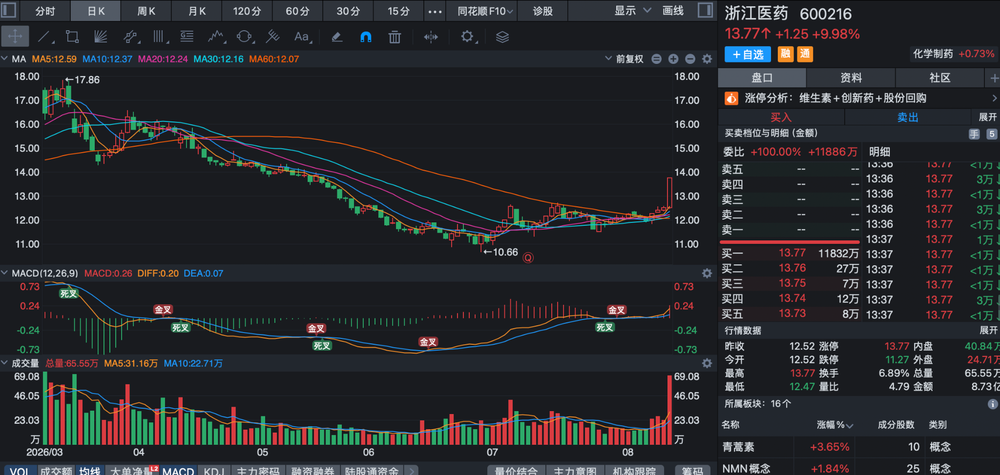 分时 日K 周K 月K 120分 60分 30分 15分 ••• 同花顺F10 诊股 显示 画线
Aa
MA MA5:12.59 MA10:12.37 MA20:12.24 MA30:12.16 MA60:12.07 前复权
18.00 ←17.86 18.00
17.00 17.00
16.00 16.00
15.00 15.00
14.00 14.00
13.00 13.00
12.00 12.00
11.00 11.00
←10.66 Q
MACD(12,26,9) MACD:0.26 DIFF:0.20 DEA:0.07
0.73 0.73
死叉
0.24 金叉 金叉 0.24
-0.24 死叉 金叉 死叉 -0.24
-0.73 死叉 金叉 -0.73
成交量 总量:65.55万 MA5:31.16万 MA10:22.71万
69.08 69.08
46.05 46.05
23.03 23.03
万 万
2026/03 04 05 06 07 08
VOL 成交额 均线 大单净量 L2 MACD KDJ 主力密码 融资融券 陆股通资金 量价结合 主力意图 机构跟踪 筹码
浙江医药 600216
13.77↑ +1.25 +9.98%
+自选 融 通 化学制药 +0.73%
盘口 资料 社区 +
涨停分析：维生素+创新药+股份回购
买入 卖出 展开
买卖档位与明细(金额) 手 5
委比 +100.00% +11886万 明细
卖五 -- --
卖四 -- --
卖三 -- --
卖二 -- --
卖一 -- --
买一 13.77 11832万
买二 13.76 27万
买三 13.75 7万
买四 13.74 12万
买五 13.73 8万
13:36 13.77 <1万↓
13:36 13.77 3万↓
13:36 13.77 <1万↓
13:36 13.77 3万↓
13:36 13.77 <1万↓
13:37 13.77 1万↓
13:37 13.77 <1万↓
13:37 13.77 <1万↓
13:37 13.77 <1万↓
13:37 13.77 3万↓
13:37 13.77 <1万↓
行情数据 展开
昨收 12.52 涨停 13.77 内盘 40.84万
今开 12.52 跌停 11.27 外盘 24.71万
最高 13.77 换手 6.89% 总量 65.55万
最低 12.47 量比 4.79 金额 8.73亿
所属板块：16个
名称 涨幅% 成分股数 类别
青蒿素 +3.65% 10 概念
NMN概念 +1.84% 25 概念